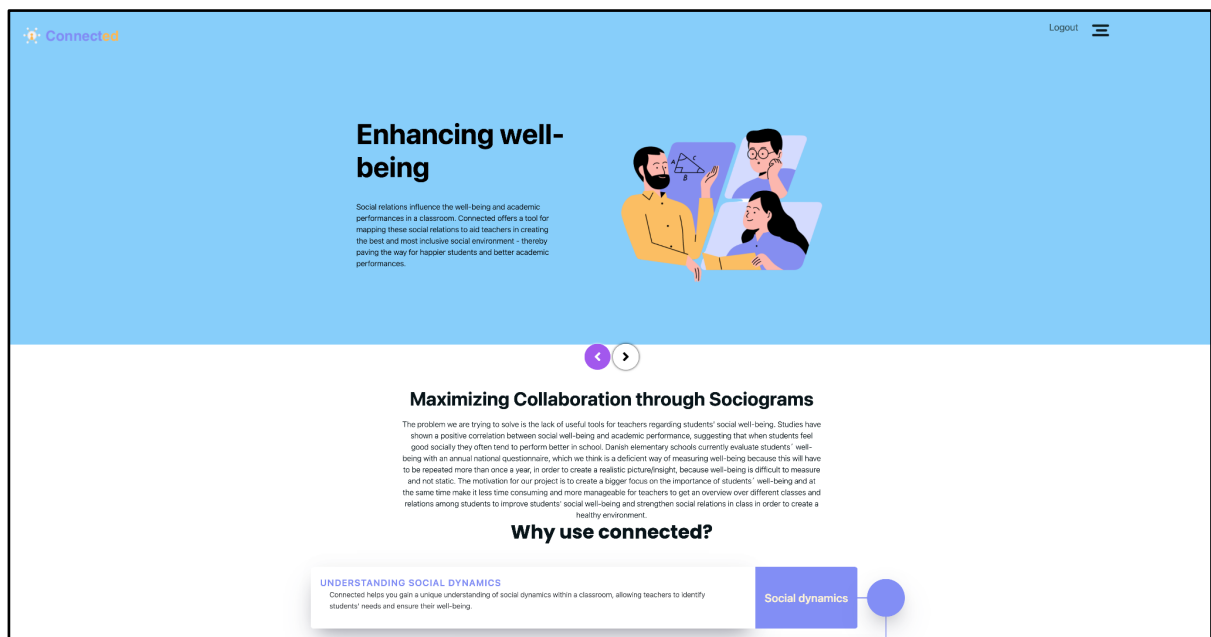 Connected
Logout
Enhancing well-
being
Social relations influence the well-being and academic
performances in a classroom. Connected offers a tool for
mapping these social relations to aid teachers in creating
the best and most inclusive social environment - thereby
paving the way for happier students and better academic
performances.
A
C
B
Maximizing Collaboration through Sociograms
The problem we are trying to solve is the lack of useful tools for teachers regarding students' social well-being. Studies have
shown a positive correlation between social well-being and academic performance, suggesting that when students feel
good socially they often tend to perform better in school. Danish elementary schools currently evaluate students´ well-
being with an annual national questionnaire, which we think is a deficient way of measuring well-being because this will have
to be repeated more than once a year, in order to create a realistic picture/insight, because well-being is difficult to measure
and not static. The motivation for our project is to create a bigger focus on the importance of students´ well-being and at
the same time make it less time consuming and more manageable for teachers to get an overview over different classes and
relations among students to improve students' social well-being and strengthen social relations in class in order to create a
healthy environment.
Why use connected?
UNDERSTANDING SOCIAL DYNAMICS
Connected helps you gain a unique understanding of social dynamics within a classroom, allowing teachers to identify
students' needs and ensure their well-being.
Social dynamics